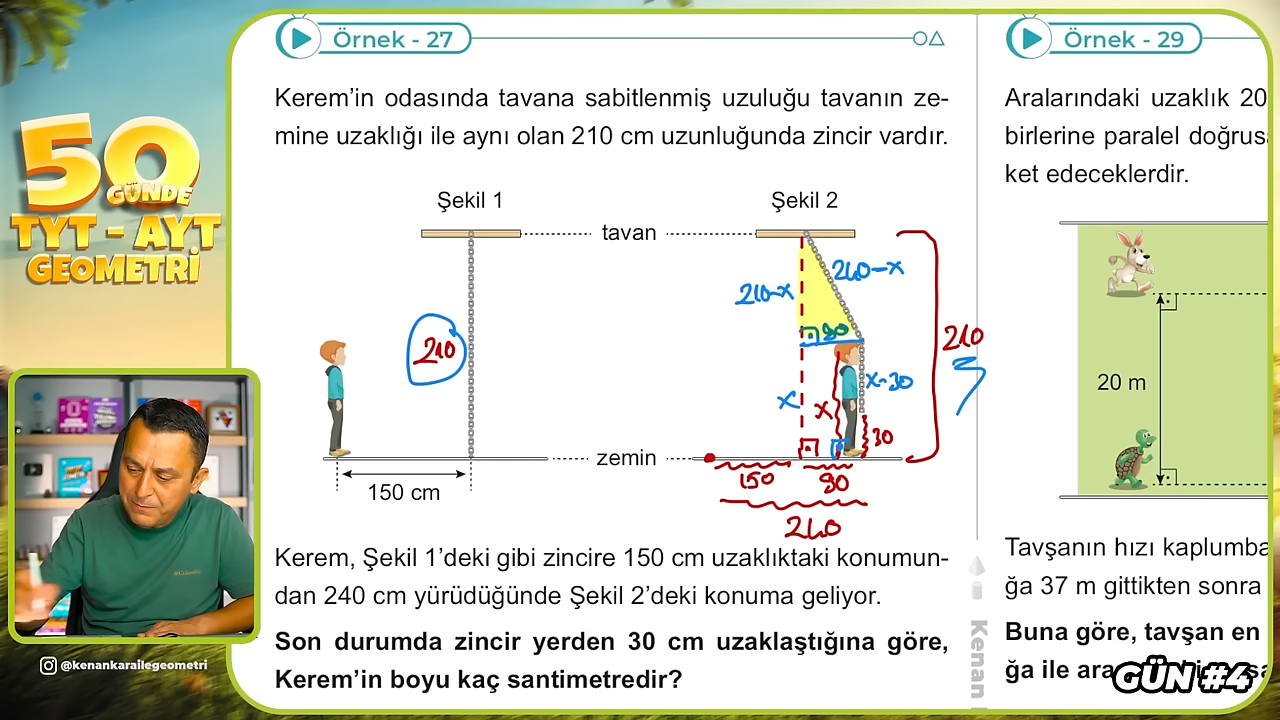 50
GÜNDE
TYT - AYT
GEOMETRİ
Örnek - 27
Kerem'in odasında tavana sabitlenmiş uzuluğu tavanın ze-
mine uzaklığı ile aynı olan 210 cm uzunluğunda zincir vardır.
Şekil 1
Şekil 2
tavan
210-x
240-x
80
210
210
x
x
x-30
30
zemin
150 cm
150
90
240
Kerem, Şekil 1'deki gibi zincire 150 cm uzaklıktaki konumun-
dan 240 cm yürüdüğünde Şekil 2'deki konuma geliyor.
Son durumda zincir yerden 30 cm uzaklaştığına göre,
Kerem'in boyu kaç santimetredir?
Örnek - 29
Aralarındaki uzaklık 20
birlerine paralel doğrus
ket edeceklerdir.
20 m
Tavşanın hızı kaplumba
ğa 37 m gittikten sonra
Buna göre, tavşan en
ğa ile ara
Kenan
@kenankarailegeometri
GÜN #4